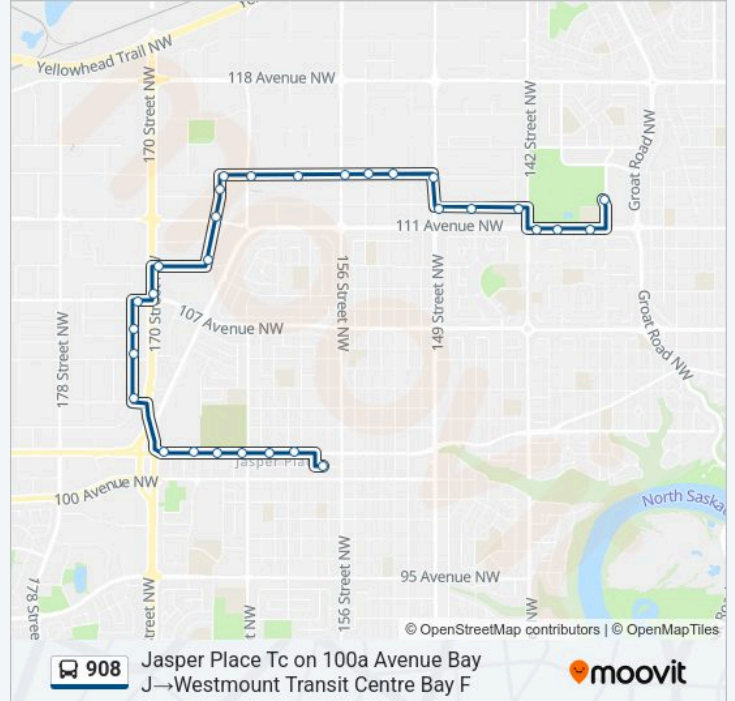 Yellowhead Trail NW
118 Avenue NW
170 Street NW
142 Street NW
Groat Road NW
111 Avenue NW
156 Street NW
149 Street NW
170 St
107 Avenue NW
178 Street NW
Groat Road NW
Jasper Pla
100 Avenue NW
North Saska
95 Avenue NW
156 Street NW
178 Stree
treet NW
t NW
NW
© OpenStreetMap contributors | © OpenMapTiles
908
Jasper Place Tc on 100a Avenue Bay
J→Westmount Transit Centre Bay F
moovit